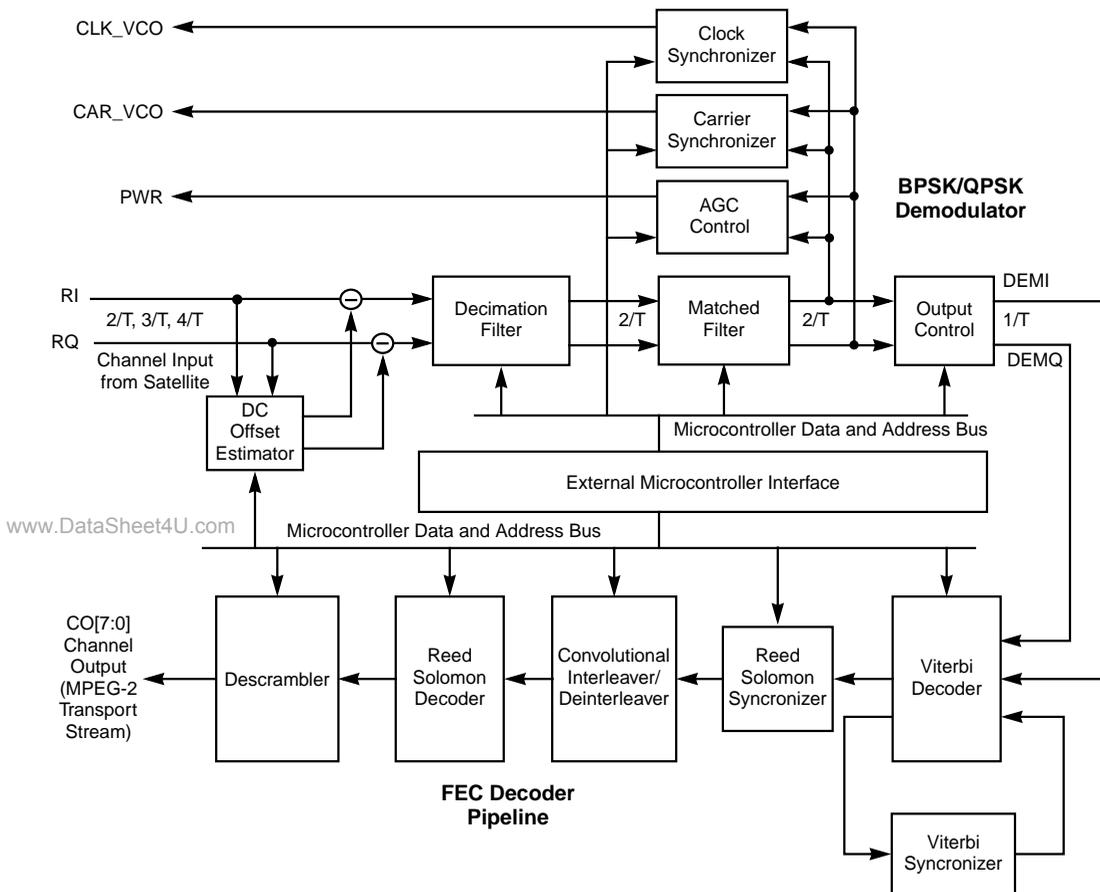 CLK_VCO
Clock
Synchronizer
CAR_VCO
Carrier
Synchronizer
BPSK/QPSK
Demodulator
PWR
AGC
Control
RI
2/T, 3/T, 4/T
RQ
Channel Input
from Satellite
Decimation
Filter
2/T
Matched
Filter
2/T
Output
Control
DEMI
1/T
DEMQ
DC
Offset
Estimator
Microcontroller Data and Address Bus
External Microcontroller Interface
www.DataSheet4U.com
Microcontroller Data and Address Bus
CO[7:0]
Channel
Output
(MPEG-2
Transport
Stream)
Descrambler
Reed
Solomon
Decoder
Convolutional
Interleaver/
Deinterleaver
Reed
Solomon
Syncronizer
Viterbi
Decoder
FEC Decoder
Pipeline
Viterbi
Syncronizer